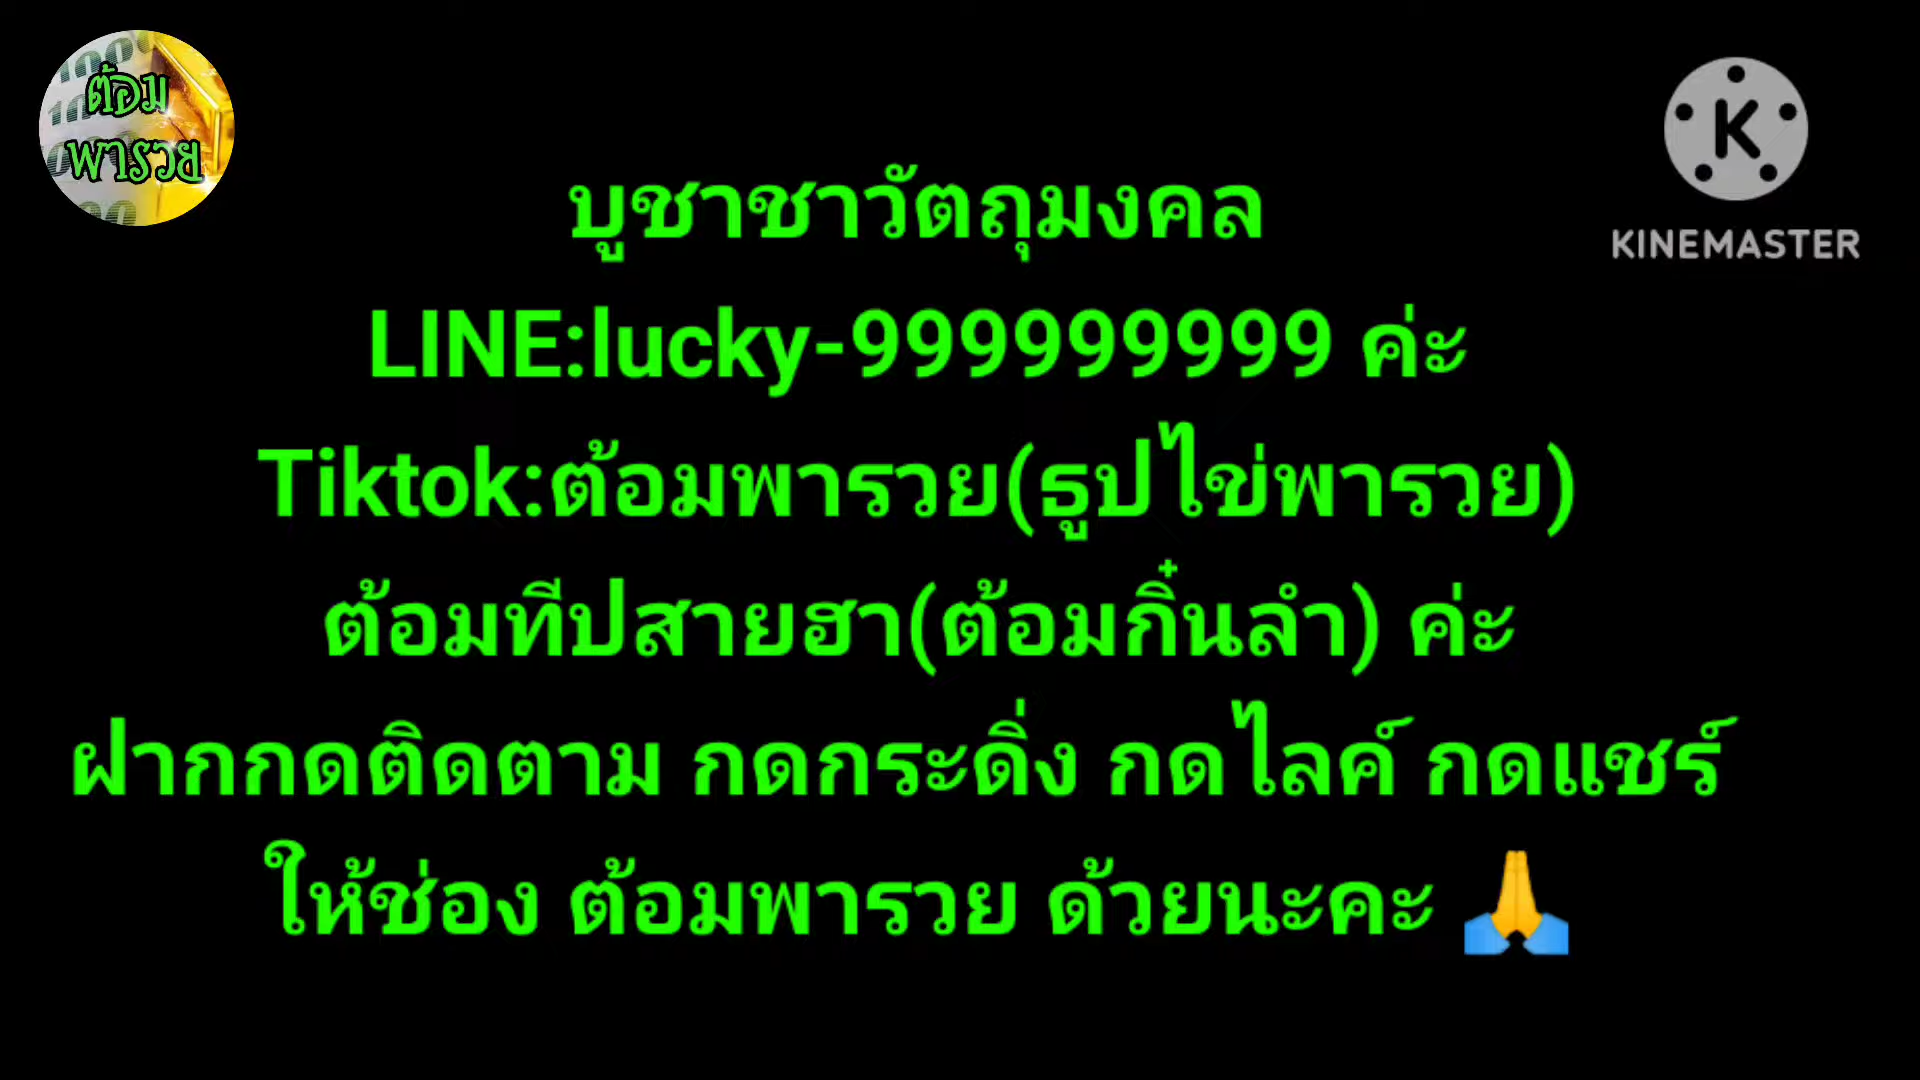 ต้อม
พารวย
KINEMASTER
บูชาชาวัตถุมงคล
LINE:lucky-999999999 ค่ะ
Tiktok:ต้อมพารวย(ธูปไข่พารวย)
ต้อมทีปสายฮา(ต้อมกิ๋นลำ) ค่ะ
ฝากกดติดตาม กดกระดิ่ง กดไลค์ กดแชร์
ให้ช่อง ต้อมพารวย ด้วยนะคะ 🙏